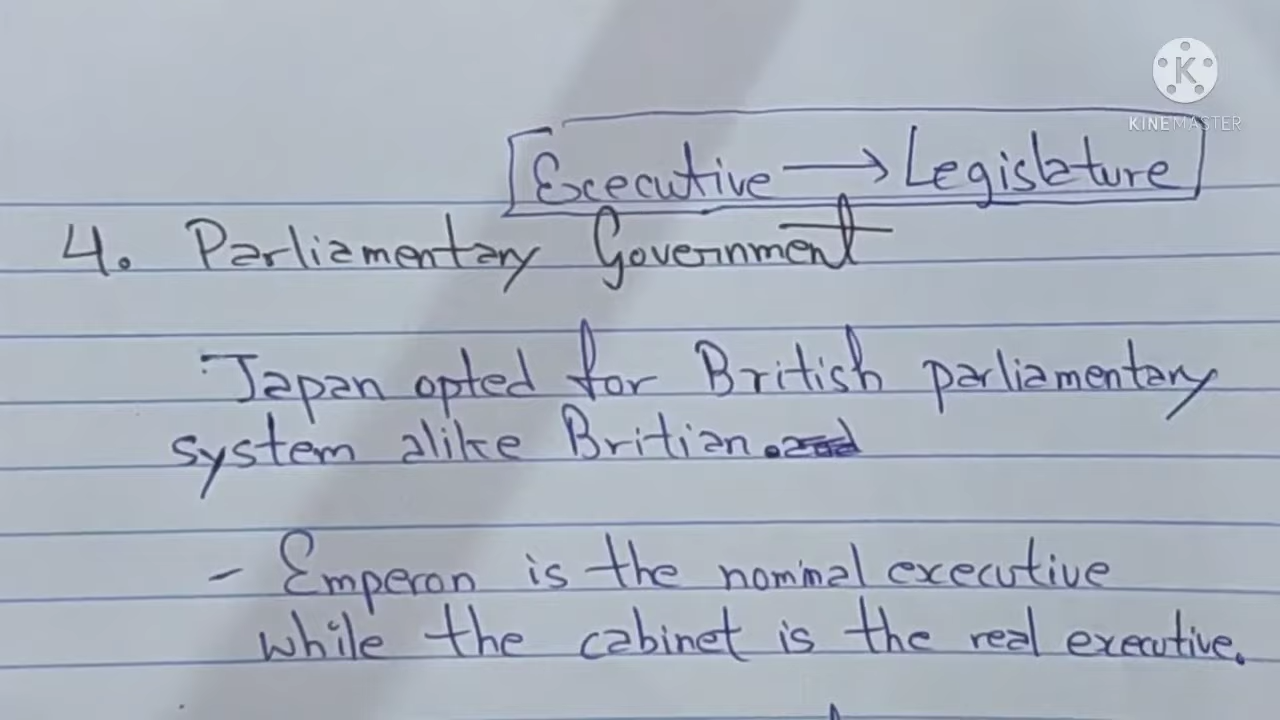 K
KINEMASTER
Executive → Legislature
4. Parliamentary Government
Japan opted for British parliamentary
system alike Britian.
- Emperor is the nominal executive
while the cabinet is the real executive.